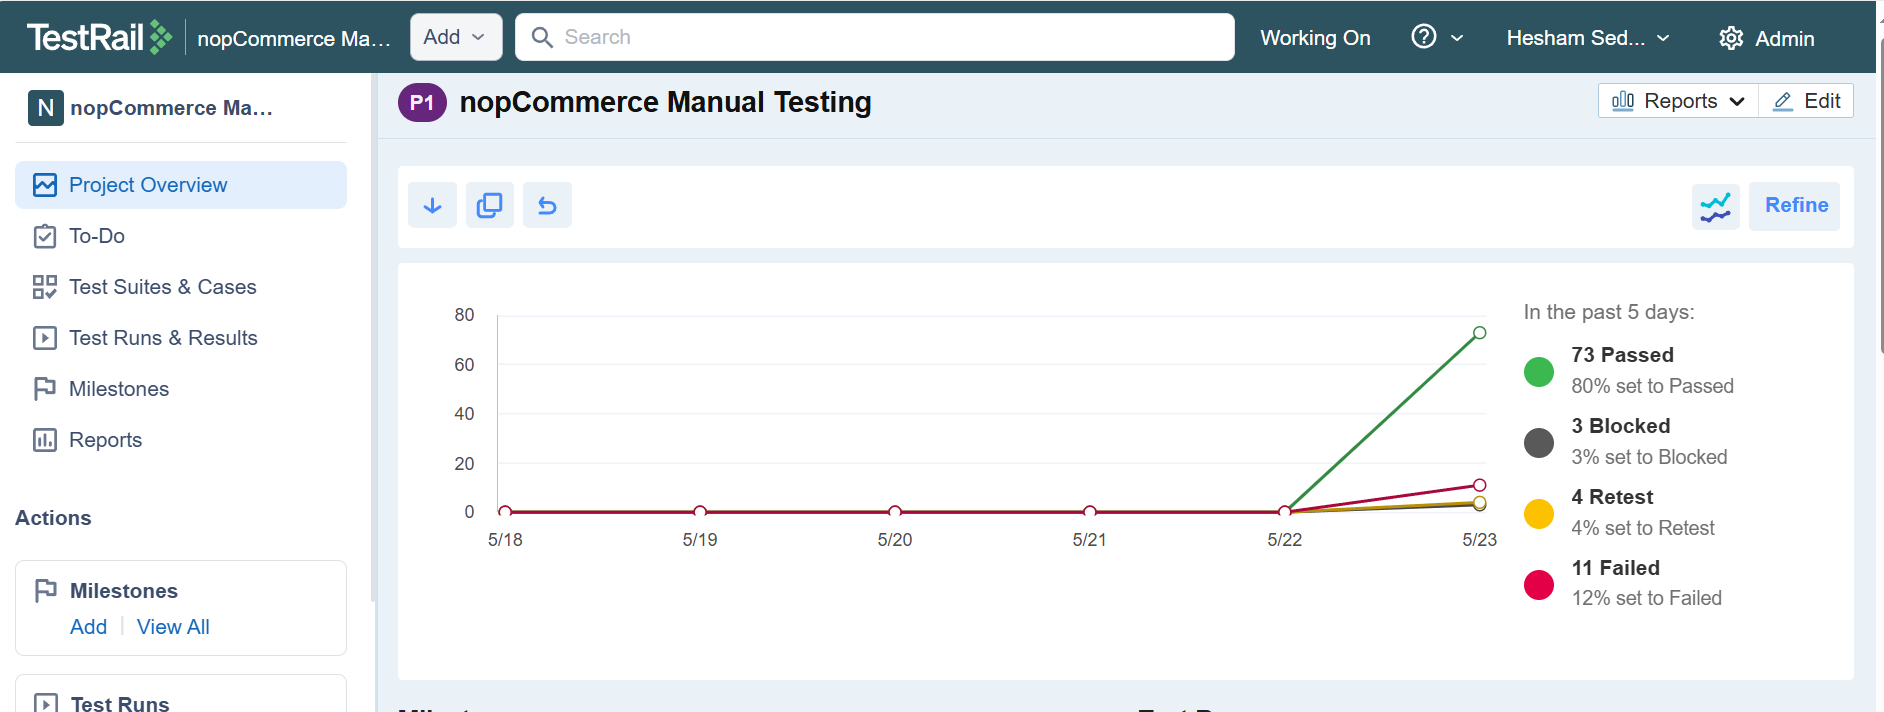 TestRail
nopCommerce Ma...
Add
Search
Working On
Hesham Sed...
Admin
N nopCommerce Ma...
Project Overview
To-Do
Test Suites & Cases
Test Runs & Results
Milestones
Reports
Actions
Milestones
Add
View All
Test Runs
P1 nopCommerce Manual Testing
Reports
Edit
Refine
80
60
40
20
0
5/18
5/19
5/20
5/21
5/22
5/23
In the past 5 days:
73 Passed
80% set to Passed
3 Blocked
3% set to Blocked
4 Retest
4% set to Retest
11 Failed
12% set to Failed